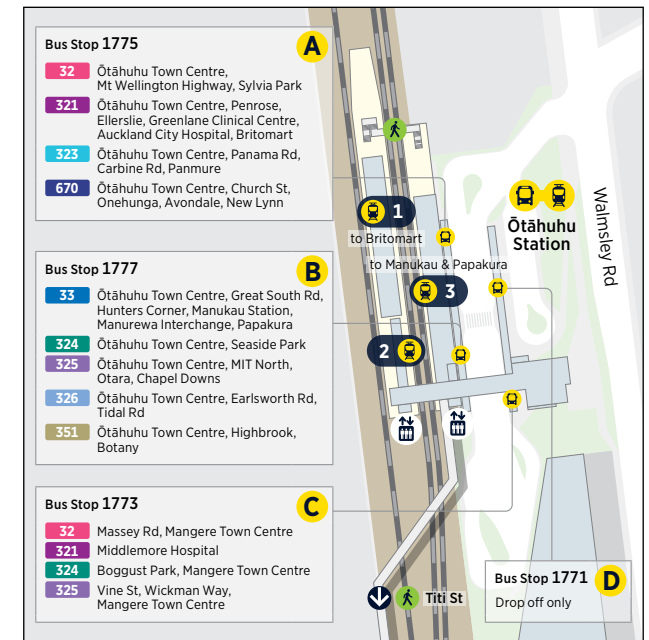 Bus Stop 1775
A
32 Ōtāhuhu Town Centre,
Mt Wellington Highway, Sylvia Park
321 Ōtāhuhu Town Centre, Penrose,
Ellerslie, Greenlane Clinical Centre,
Auckland City Hospital, Britomart
323 Ōtāhuhu Town Centre, Panama Rd,
Carbine Rd, Panmure
670 Ōtāhuhu Town Centre, Church St,
Onehunga, Avondale, New Lynn
Bus Stop 1777
B
33 Ōtāhuhu Town Centre, Great South Rd,
Hunters Corner, Manukau Station,
Manurewa Interchange, Papakura
324 Ōtāhuhu Town Centre, Seaside Park
325 Ōtāhuhu Town Centre, MIT North,
Otara, Chapel Downs
326 Ōtāhuhu Town Centre, Earlsworth Rd,
Tidal Rd
351 Ōtāhuhu Town Centre, Highbrook,
Botany
Bus Stop 1773
C
32 Massey Rd, Mangere Town Centre
321 Middlemore Hospital
324 Boggust Park, Mangere Town Centre
325 Vine St, Wickman Way,
Mangere Town Centre
1
to Britomart
to Manukau & Papakura
3
2
Ōtāhuhu
Station
Walmsley Rd
Titi St
Bus Stop 1771
D
Drop off only